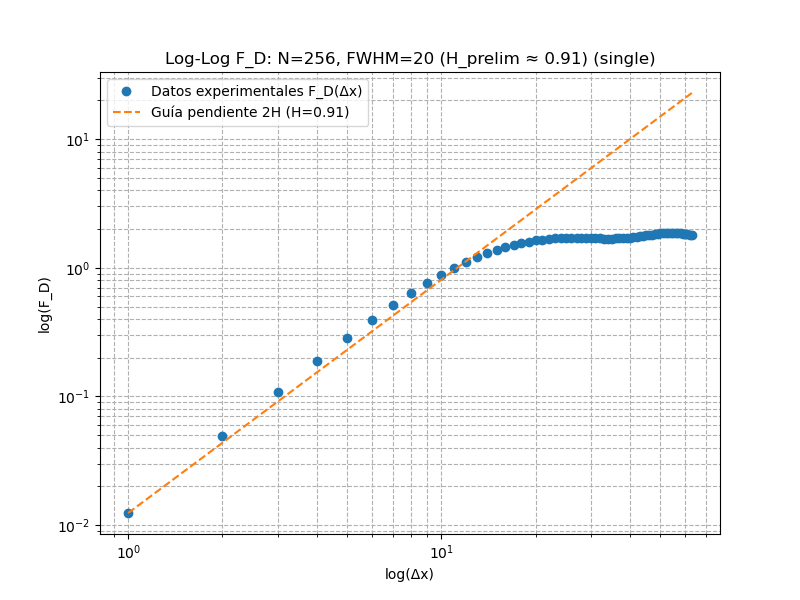 Log-Log F_D: N=256, FWHM=20 (H_prelim ≈ 0.91) (single)
Datos experimentales F_D(Δx)
Guía pendiente 2H (H=0.91)
log(F_D)
10¹
10⁰
10⁻¹
10⁻²
10⁰ 10¹
log(Δx)